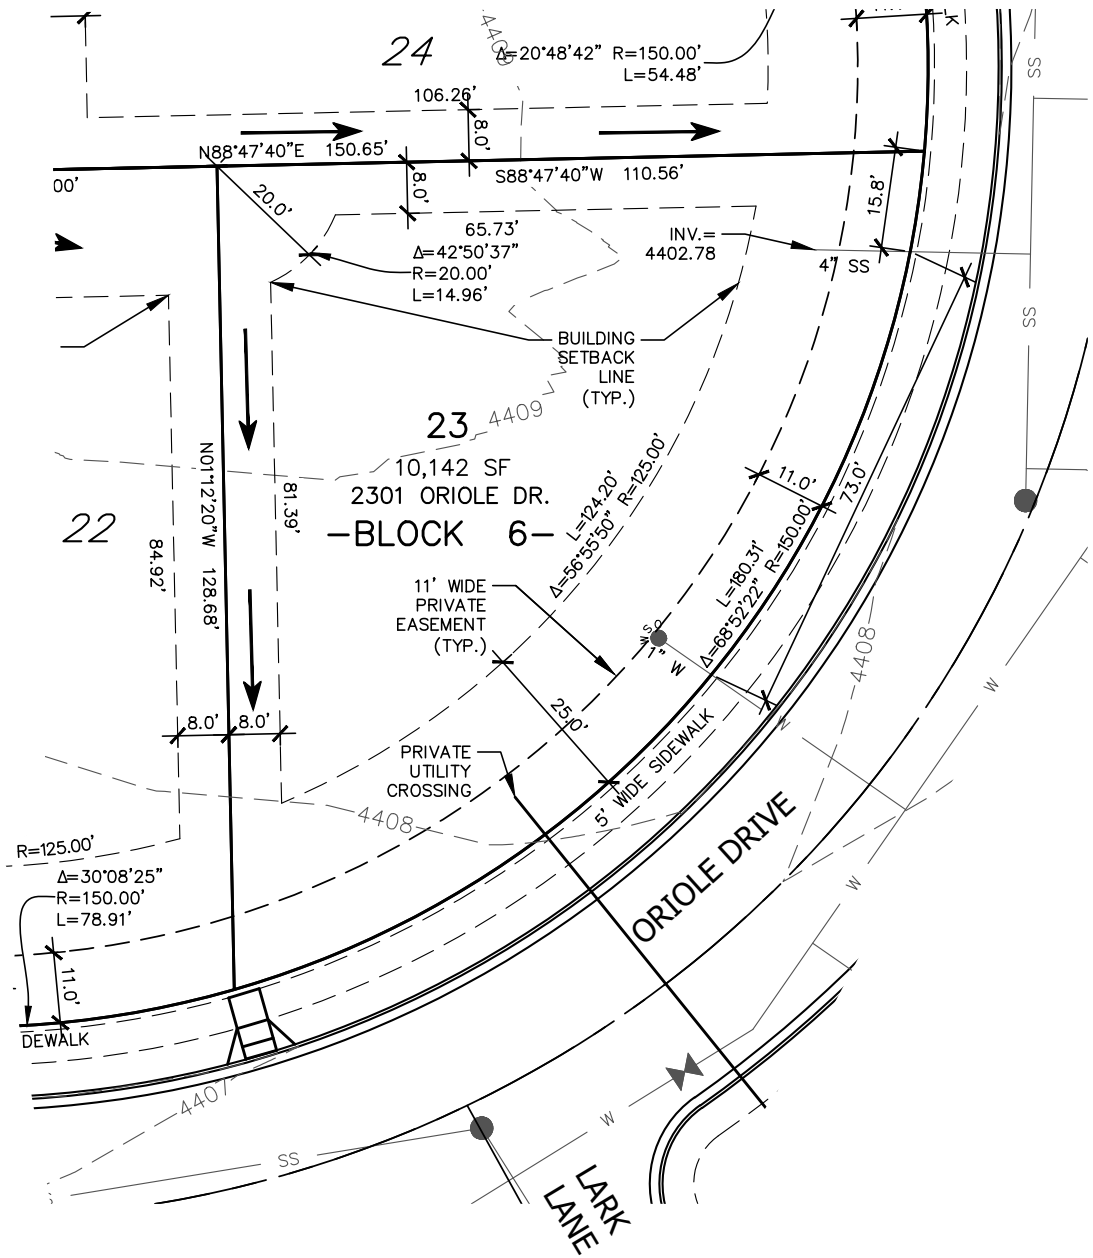 24
4409
Δ=20°48'42" R=150.00'
L=54.48'
106.26'
8.0'
N88°47'40"E 150.65'
S88°47'40"W 110.56'
00'
20.0'
8.0'
15.8'
SS
65.73'
Δ=42°50'37"
R=20.00'
L=14.96'
INV.=
4402.78
4" SS
SS
BUILDING
SETBACK
LINE
(TYP.)
4409
23
10,142 SF
2301 ORIOLE DR.
-BLOCK 6-
22
N01°12'20"W 128.68'
81.39'
84.92'
L=124.20'
Δ=56°55'50" R=125.00'
11.0'
73.0'
L=180.31'
Δ=68°52'22" R=150.00'
11' WIDE
PRIVATE
EASEMENT
(TYP.)
1" W
4408
W
W
8.0'
8.0'
25.0'
PRIVATE
UTILITY
CROSSING
5' WIDE SIDEWALK
4408
ORIOLE DRIVE
W
R=125.00'
Δ=30°08'25"
R=150.00'
L=78.91'
11.0'
DEWALK
4407
W
SS
LARK
LANE